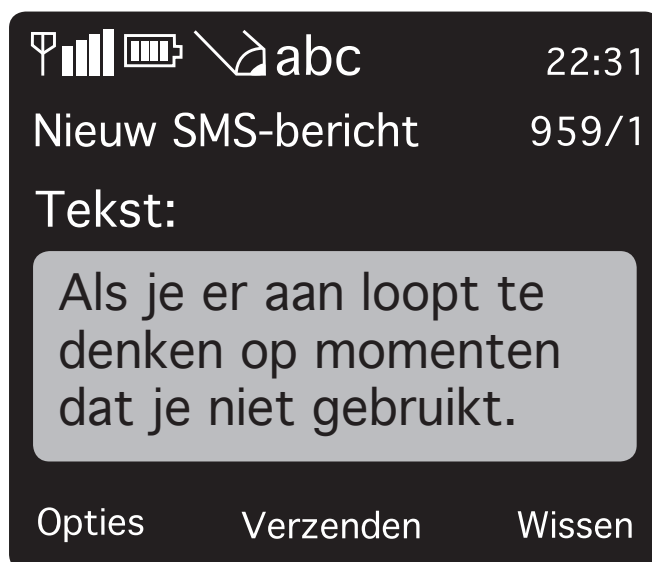 abc 22:31
Nieuw SMS-bericht 959/1
Tekst:
Als je er aan loopt te
denken op momenten
dat je niet gebruikt.
Opties Verzenden Wissen